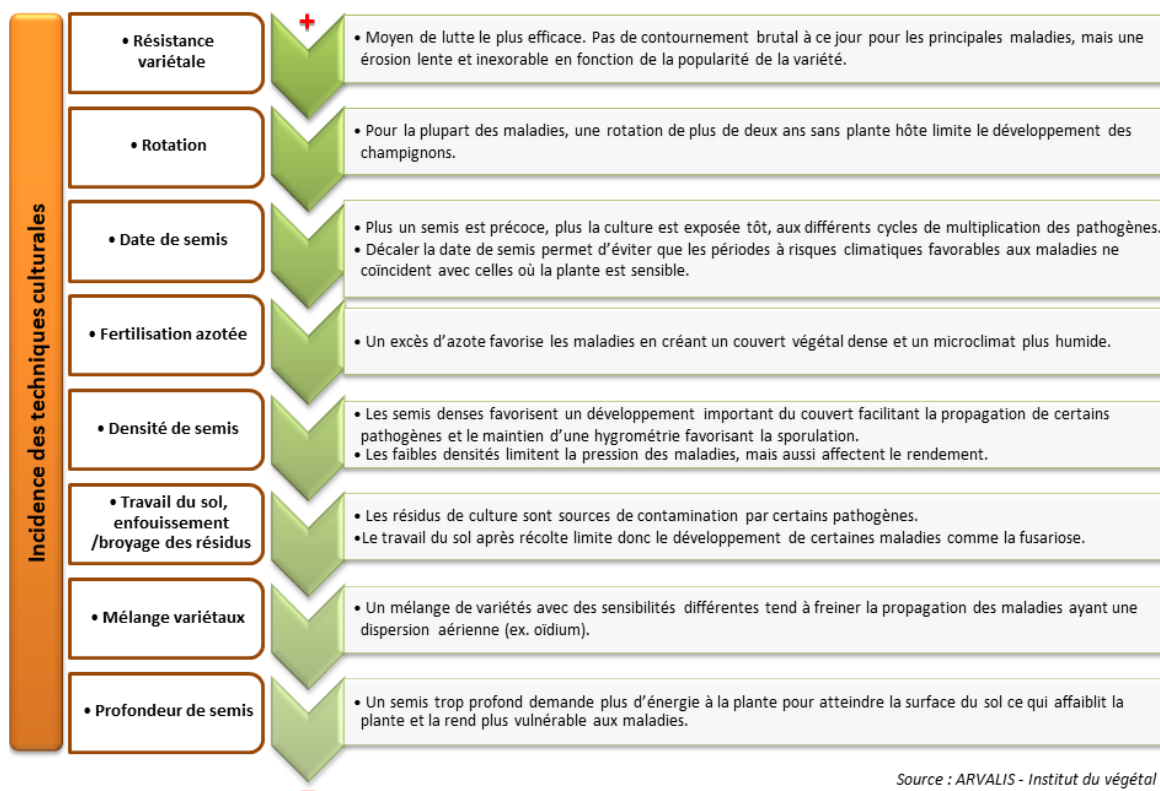 Incidence des techniques culturales
+
• Résistance
variétale
• Moyen de lutte le plus efficace. Pas de contournement brutal à ce jour pour les principales maladies, mais une
érosion lente et inexorable en fonction de la popularité de la variété.
• Rotation
• Pour la plupart des maladies, une rotation de plus de deux ans sans plante hôte limite le développement des
champignons.
• Date de semis
• Plus un semis est précoce, plus la culture est exposée tôt, aux différents cycles de multiplication des pathogènes.
• Décaler la date de semis permet d’éviter que les périodes à risques climatiques favorables aux maladies ne
coïncident avec celles où la plante est sensible.
• Fertilisation azotée
• Un excès d’azote favorise les maladies en créant un couvert végétal dense et un microclimat plus humide.
• Densité de semis
• Les semis denses favorisent un développement important du couvert facilitant la propagation de certains
pathogènes et le maintien d’une hygrométrie favorisant la sporulation.
• Les faibles densités limitent la pression des maladies, mais aussi affectent le rendement.
• Travail du sol,
enfouissement
/broyage des résidus
• Les résidus de culture sont sources de contamination par certains pathogènes.
•Le travail du sol après récolte limite donc le développement de certaines maladies comme la fusariose.
• Mélange variétaux
• Un mélange de variétés avec des sensibilités différentes tend à freiner la propagation des maladies ayant une
dispersion aérienne (ex. oïdium).
• Profondeur de semis
• Un semis trop profond demande plus d’énergie à la plante pour atteindre la surface du sol ce qui affaiblit la
plante et la rend plus vulnérable aux maladies.
Source : ARVALIS - Institut du végétal